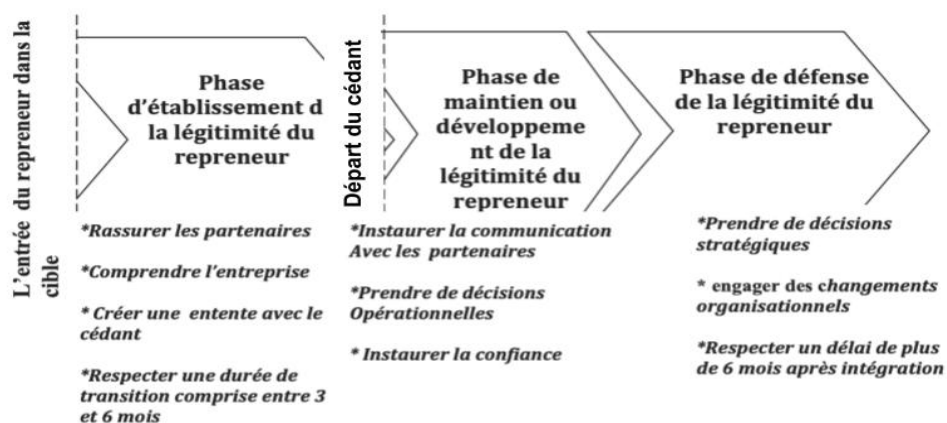 L'entrée du repreneur dans la
cible
Phase
d'établissement d
la légitimité du
repreneur
*Rassurer les partenaires
*Comprendre l'entreprise
* Créer une entente avec le
cédant
*Respecter une durée de
transition comprise entre 3
et 6 mois
Départ du cédant
Phase de
maintien ou
développeme
nt de la
légitimité du
repreneur
*Instaurer la communication
Avec les partenaires
*Prendre de décisions
Opérationnelles
* Instaurer la confiance
Phase de défense
de la légitimité du
repreneur
*Prendre de décisions
stratégiques
* engager des changements
organisationnels
*Respecter un délai de plus
de 6 mois après intégration